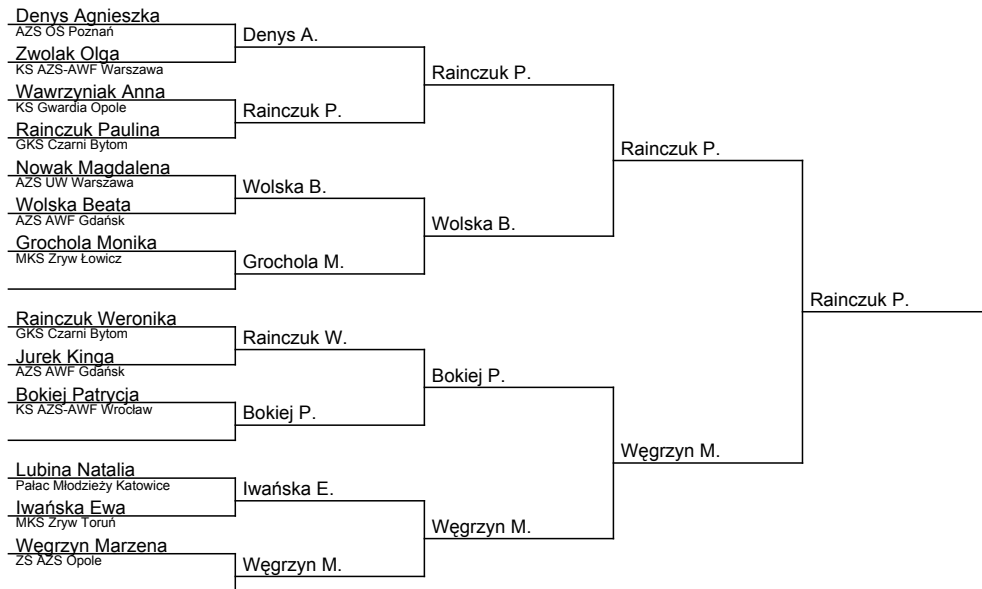 Denys Agnieszka
AZS OŚ Poznań
Denys A.
Zwolak Olga
KS AZS-AWF Warszawa
Rainczuk P.
Wawrzyniak Anna
KS Gwardia Opole
Rainczuk P.
Rainczuk Paulina
GKS Czarni Bytom
Rainczuk P.
Nowak Magdalena
AZS UW Warszawa
Wolska B.
Wolska Beata
AZS AWF Gdańsk
Wolska B.
Grochola Monika
MKS Zryw Łowicz
Grochola M.
Rainczuk P.
Rainczuk Weronika
GKS Czarni Bytom
Rainczuk W.
Jurek Kinga
AZS AWF Gdańsk
Bokiej P.
Bokiej Patrycja
KS AZS-AWF Wrocław
Bokiej P.
Węgrzyn M.
Lubina Natalia
Pałac Młodzieży Katowice
Iwańska E.
Iwańska Ewa
MKS Zryw Toruń
Węgrzyn M.
Węgrzyn Marzena
ZS AZS Opole
Węgrzyn M.